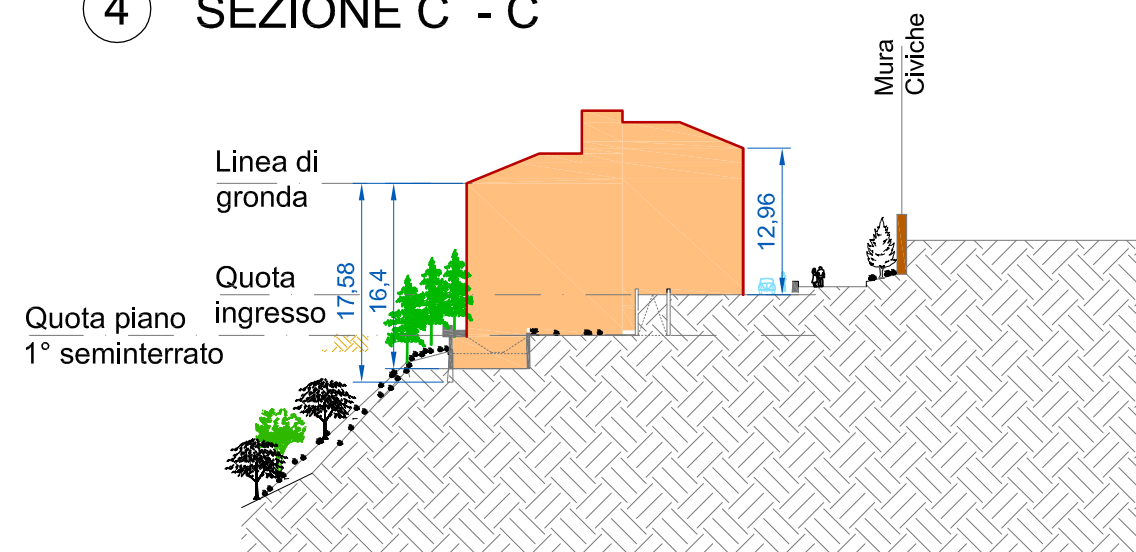 4 SEZIONE C - C
Mura
Civiche
Linea di
gronda
12,96
17,58
16,4
Quota
ingresso
Quota piano
1° seminterrato